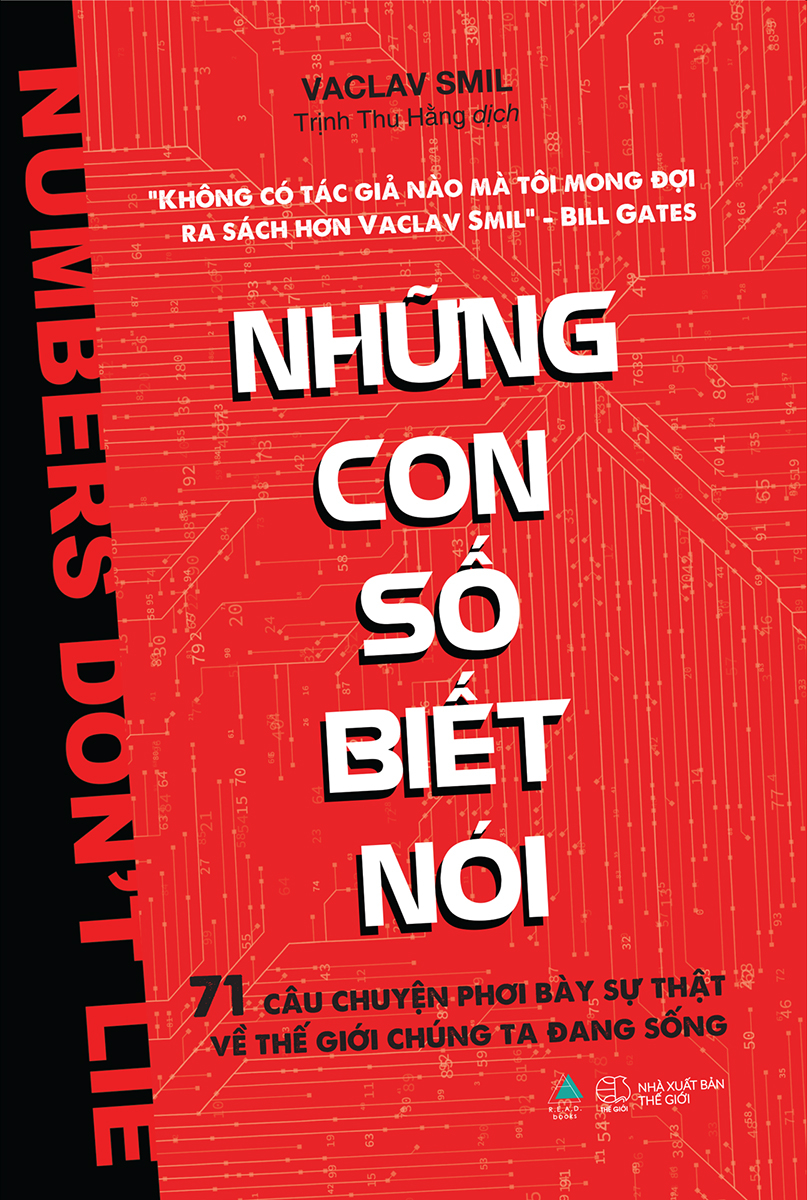 VACLAV SMIL
Trịnh Thu Hằng dịch
"KHÔNG CÓ TÁC GIẢ NÀO MÀ TÔI MONG ĐỢI
RA SÁCH HƠN VACLAV SMIL" - BILL GATES
NUMBERS DON'T LIE
NHỮNG
CON
SỐ
BIẾT
NÓI
71 CÂU CHUYỆN PHƠI BÀY SỰ THẬT
VỀ THẾ GIỚI CHÚNG TA ĐANG SỐNG
R.E.A.D.
BOOKS
THẾ GIỚI
NHÀ XUẤT BẢN
THẾ GIỚI